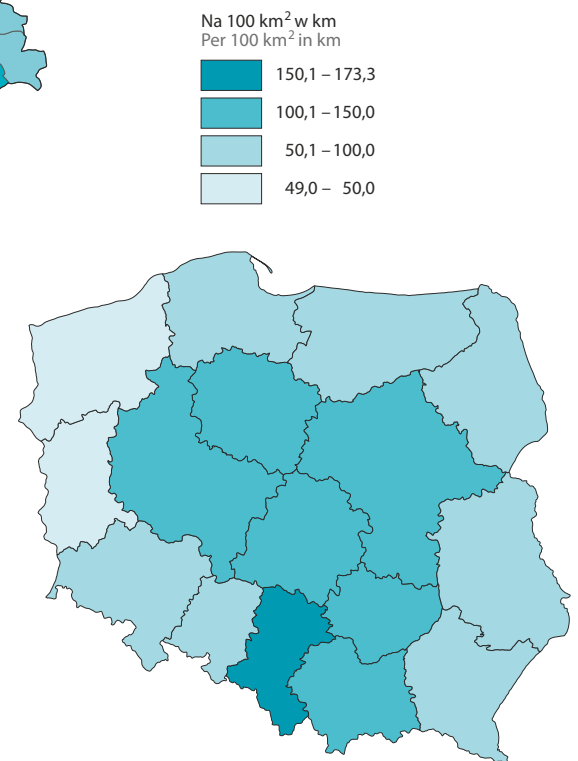 Na 100 km² w km
Per 100 km² in km
150,1 – 173,3
100,1 – 150,0
50,1 – 100,0
49,0 – 50,0